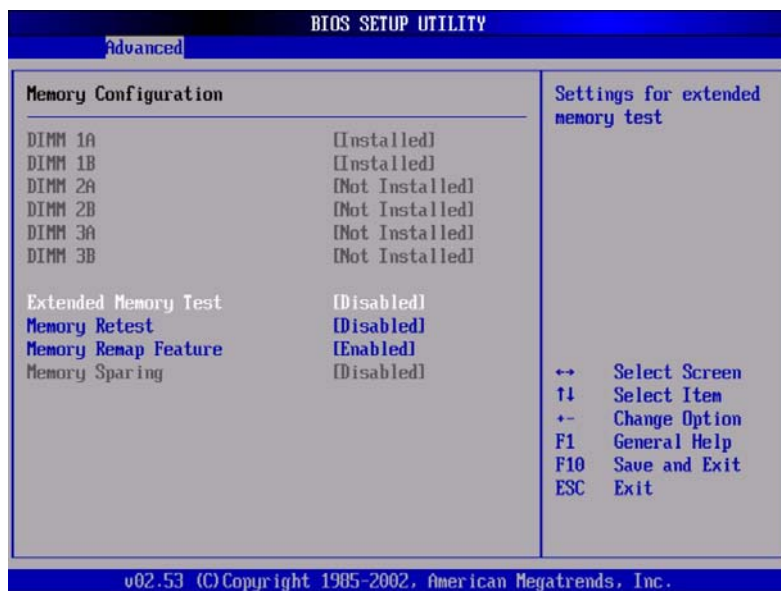 BIOS SETUP UTILITY
Advanced
Memory Configuration
DIMM 1A [Installed]
DIMM 1B [Installed]
DIMM 2A [Not Installed]
DIMM 2B [Not Installed]
DIMM 3A [Not Installed]
DIMM 3B [Not Installed]
Extended Memory Test [Disabled]
Memory Retest [Disabled]
Memory Remap Feature [Enabled]
Memory Sparing [Disabled]
Settings for extended
memory test
↔ Select Screen
↑↓ Select Item
+- Change Option
F1 General Help
F10 Save and Exit
ESC Exit
v02.53 (C)Copyright 1985-2002, American Megatrends, Inc.